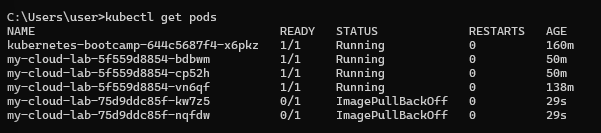 C:\Users\user>kubectl get pods
NAME READY STATUS RESTARTS AGE
kubernetes-bootcamp-644c5687f4-x6pkz 1/1 Running 0 160m
my-cloud-lab-5f559d8854-bdbwm 1/1 Running 0 50m
my-cloud-lab-5f559d8854-cp52h 1/1 Running 0 50m
my-cloud-lab-5f559d8854-vn6qf 1/1 Running 0 138m
my-cloud-lab-75d9ddc85f-kw7z5 0/1 ImagePullBackOff 0 29s
my-cloud-lab-75d9ddc85f-nqfdw 0/1 ImagePullBackOff 0 29s